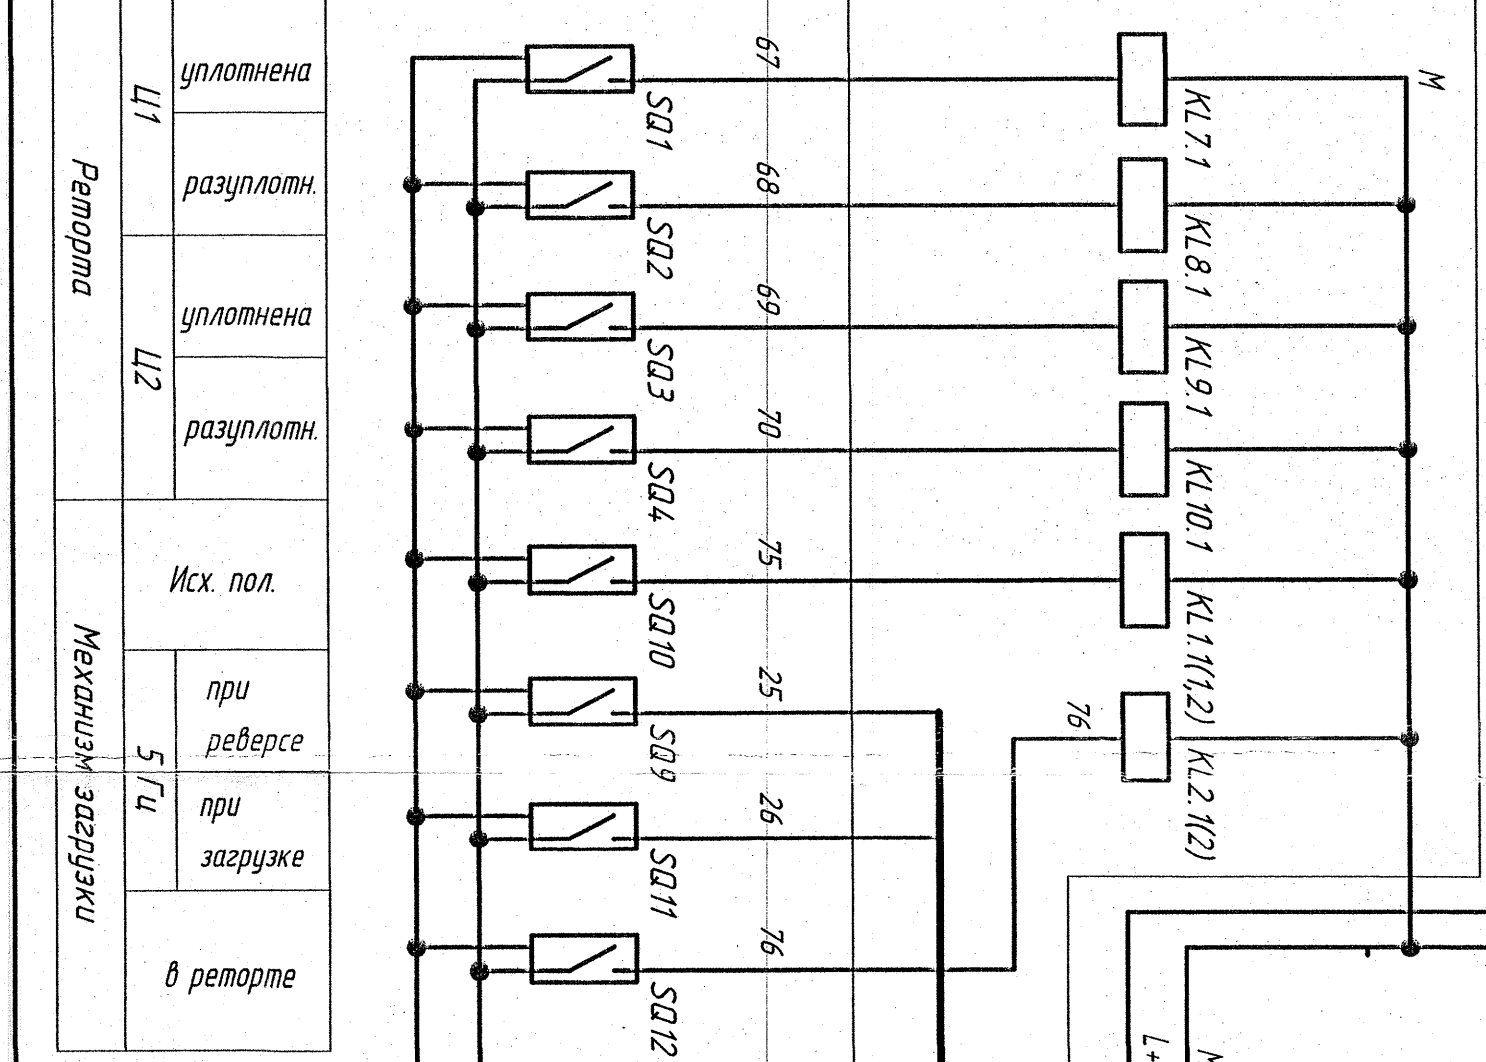 Реторта
Ц1
уплотнена
разуплотн.
Ц2
уплотнена
разуплотн.
Механизм загрузки
Исх. пол.
5 Гц
при
реверсе
при
загрузке
в реторте
SQ1
67
KL7.1
M
SQ2
68
KL8.1
SQ3
69
KL9.1
SQ4
70
KL10.1
SQ10
75
KL1.1(1,2)
SQ9
25
76
KL2.1(2)
SQ11
26
SQ12
76
L+